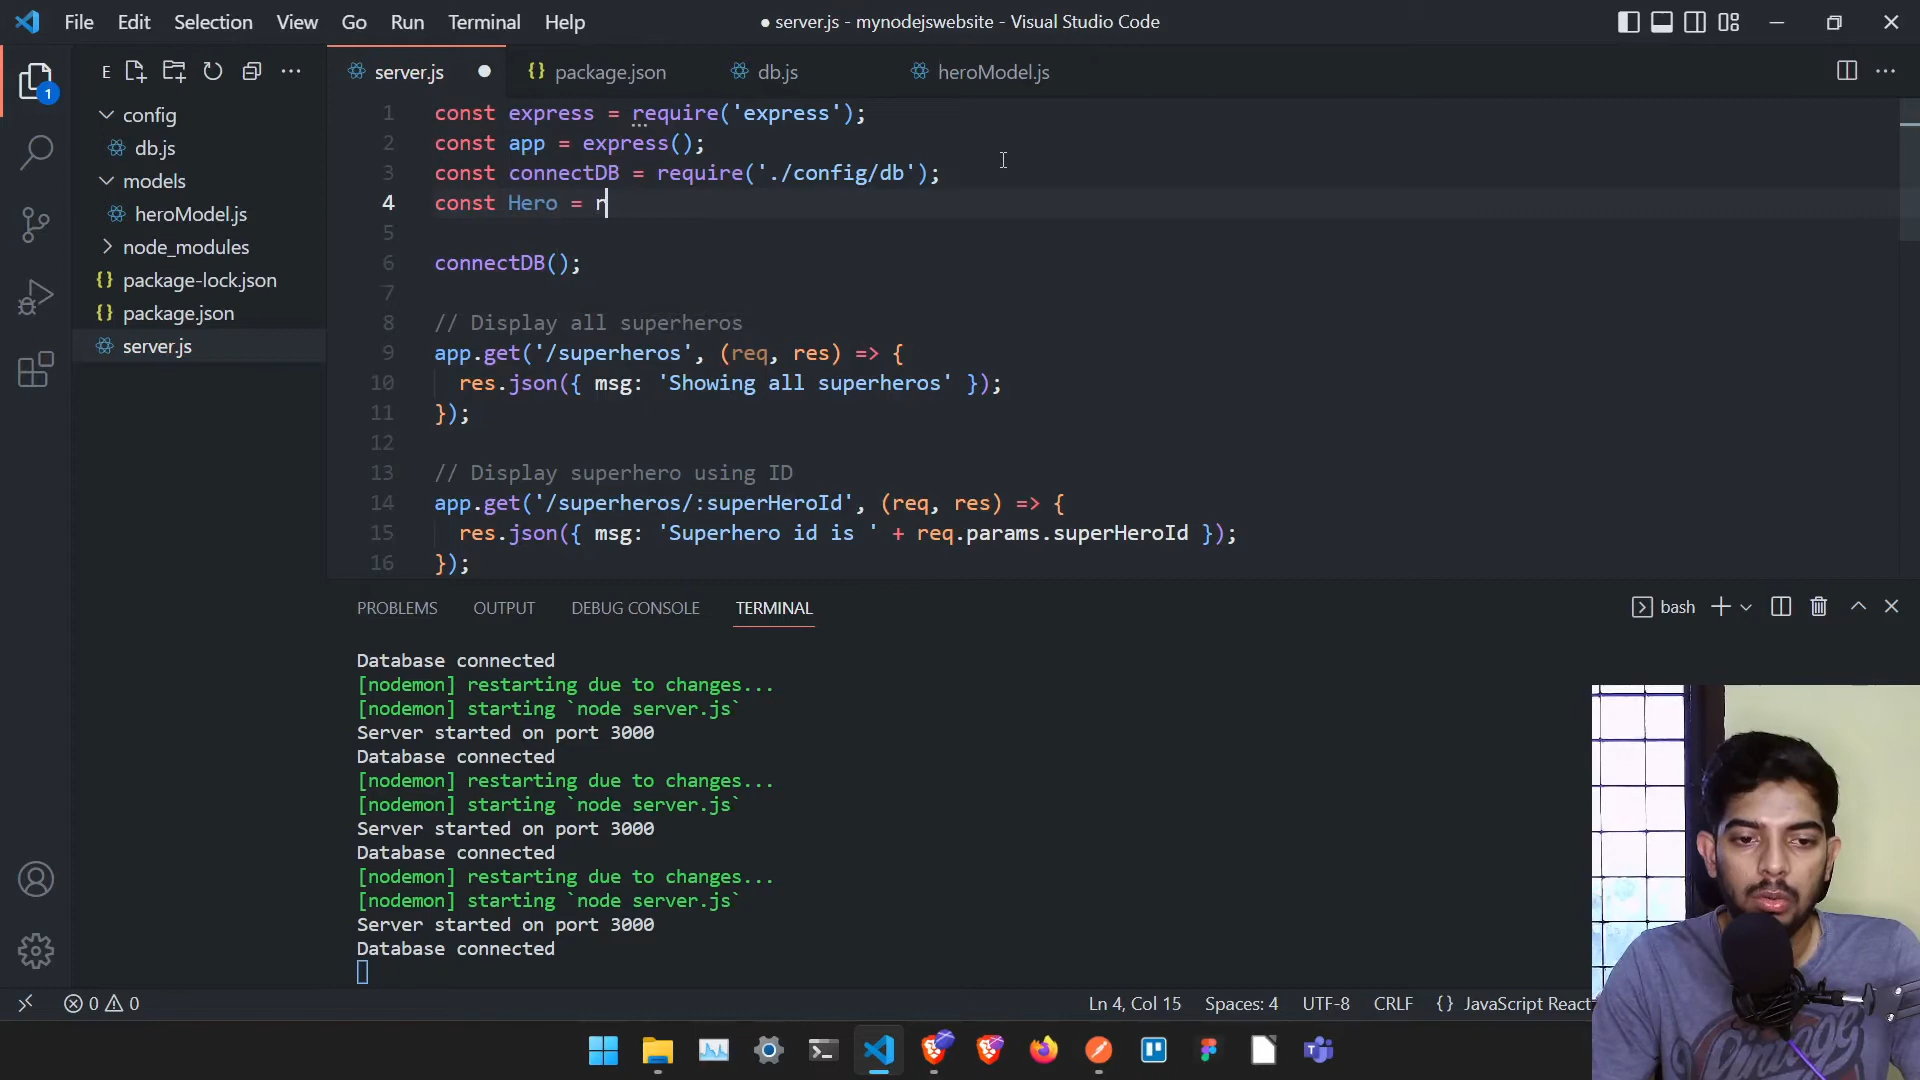 File Edit Selection View Go Run Terminal Help
● server.js - mynodejswebsite - Visual Studio Code
E
server.js
package.json
db.js
heroModel.js
1
config
db.js
models
heroModel.js
node_modules
package-lock.json
package.json
server.js
1 const express = require('express');
2 const app = express();
3 const connectDB = require('./config/db');
4 const Hero = r
5
6 connectDB();
7
8 // Display all superheros
9 app.get('/superheros', (req, res) => {
10 res.json({ msg: 'Showing all superheros' });
11 });
12
13 // Display superhero using ID
14 app.get('/superheros/:superHeroId', (req, res) => {
15 res.json({ msg: 'Superhero id is ' + req.params.superHeroId });
16 });
PROBLEMS OUTPUT DEBUG CONSOLE TERMINAL
bash
Database connected
[nodemon] restarting due to changes...
[nodemon] starting `node server.js`
Server started on port 3000
Database connected
[nodemon] restarting due to changes...
[nodemon] starting `node server.js`
Server started on port 3000
Database connected
[nodemon] restarting due to changes...
[nodemon] starting `node server.js`
Server started on port 3000
Database connected
0 0
Ln 4, Col 15 Spaces: 4 UTF-8 CRLF {} JavaScript React